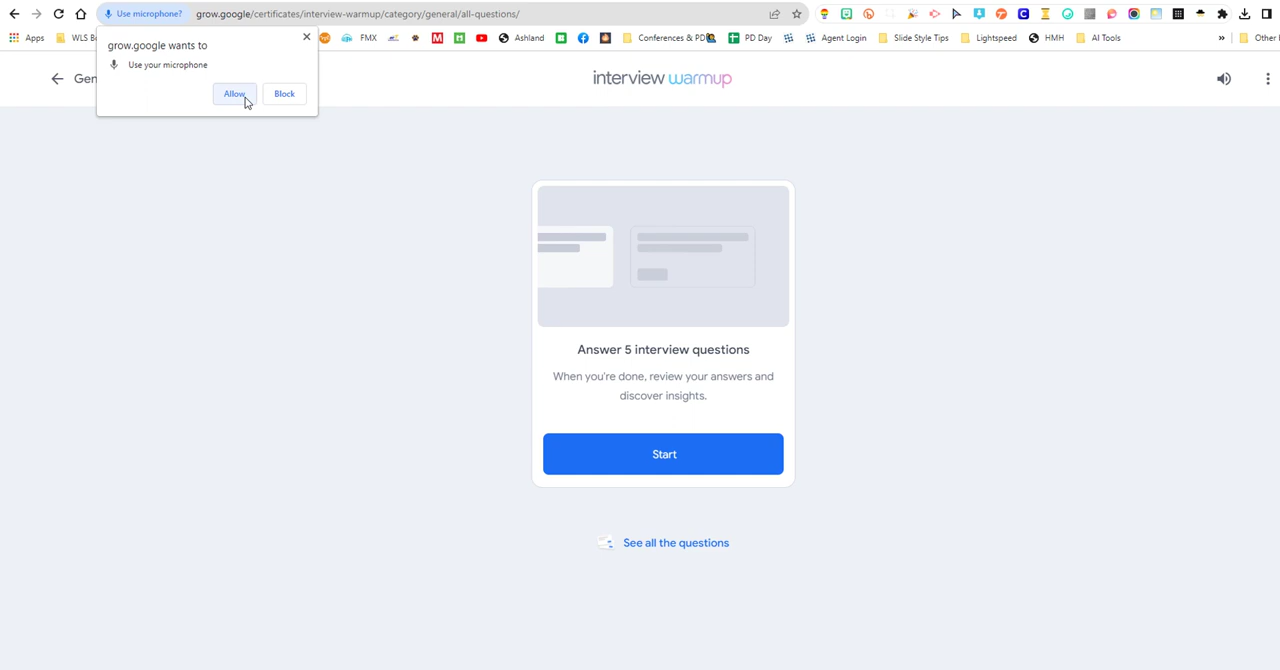 Use microphone? grow.google/certificates/interview-warmup/category/general/all-questions/
Apps WLS B FMX Ashland Conferences & PD PD Day Agent Login Slide Style Tips Lightspeed HMH AI Tools » Other
grow.google wants to
Use your microphone
Allow Block
Gen
interview warmup
Answer 5 interview questions
When you're done, review your answers and
discover insights.
Start
See all the questions